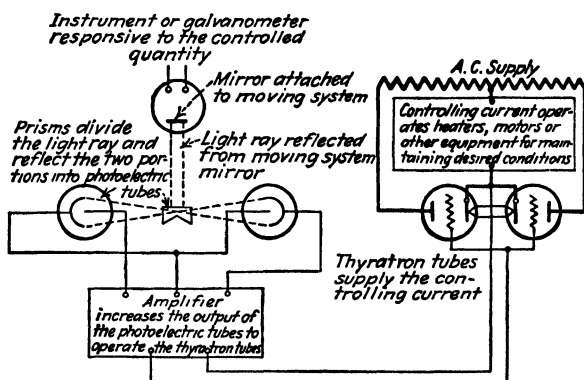 Instrument or galvanometer
responsive to the controlled
quantity
Mirror attached
to moving system
Prisms divide
the light ray and
reflect the two por-
tions into photoelectric
tubes
Light ray reflected
from moving system
mirror
A.C. Supply
Controlling current oper-
ates heaters, motors or
other equipment for main-
taining desired conditions
Thyratron tubes
supply the con-
trolling current
Amplifier
increases the output of
the photoelectric tubes to
operate the thyratron tubes